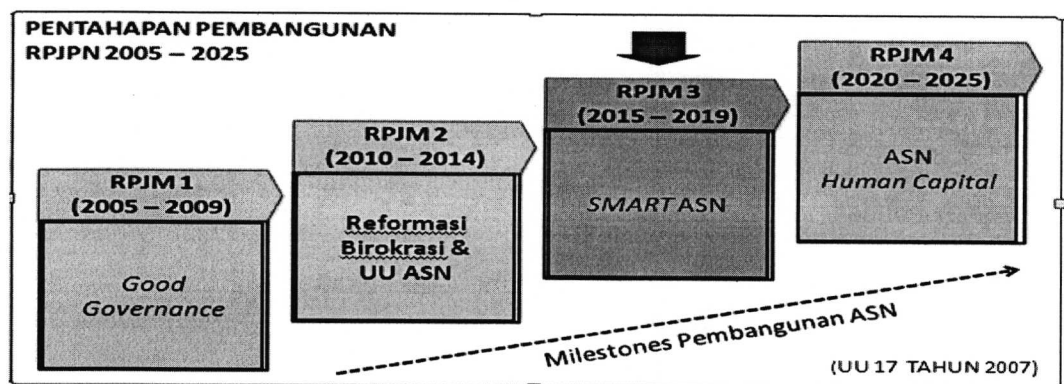 PENTAHAPAN PEMBANGUNAN
RPJPN 2005 – 2025
RPJM 1
(2005 – 2009)
Good
Governance
RPJM 2
(2010 – 2014)
Reformasi
Birokrasi &
UU ASN
RPJM 3
(2015 – 2019)
SMART ASN
RPJM 4
(2020 – 2025)
ASN
Human Capital
Milestones Pembangunan ASN
(UU 17 TAHUN 2007)